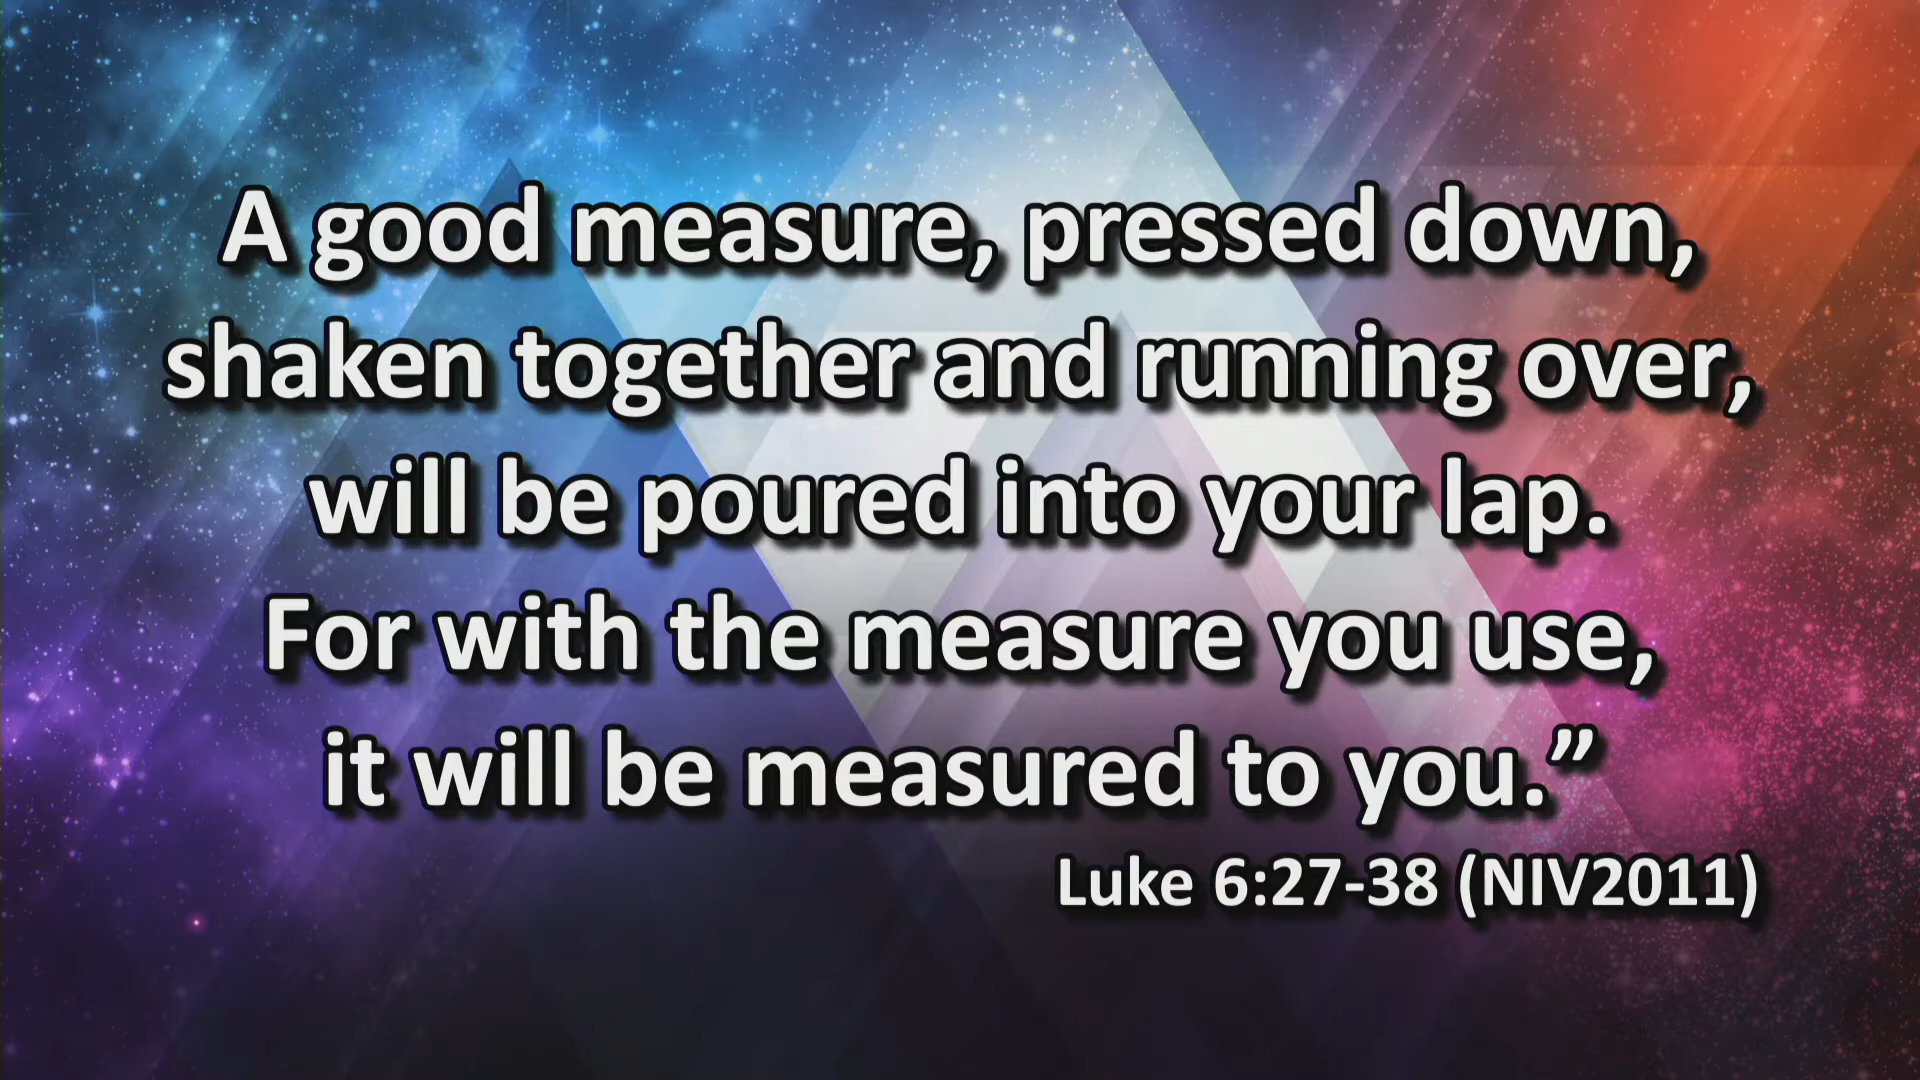 A good measure, pressed down,
shaken together and running over,
will be poured into your lap.
For with the measure you use,
it will be measured to you.”
Luke 6:27-38 (NIV2011)